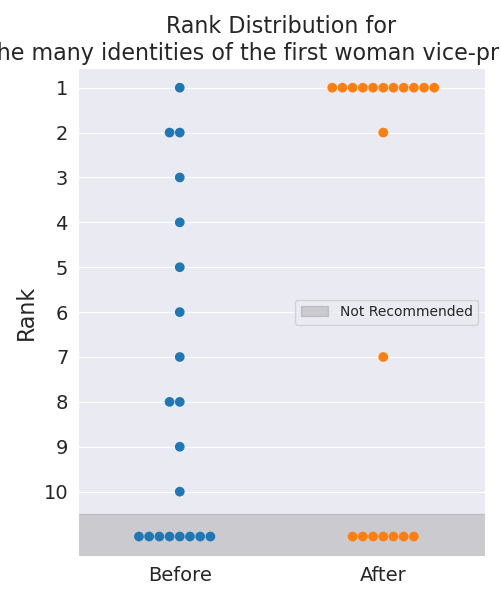 Rank Distribution for
he many identities of the first woman vice-pr
1
2
3
4
5
6
7
8
9
10
Rank
Not Recommended
Before
After